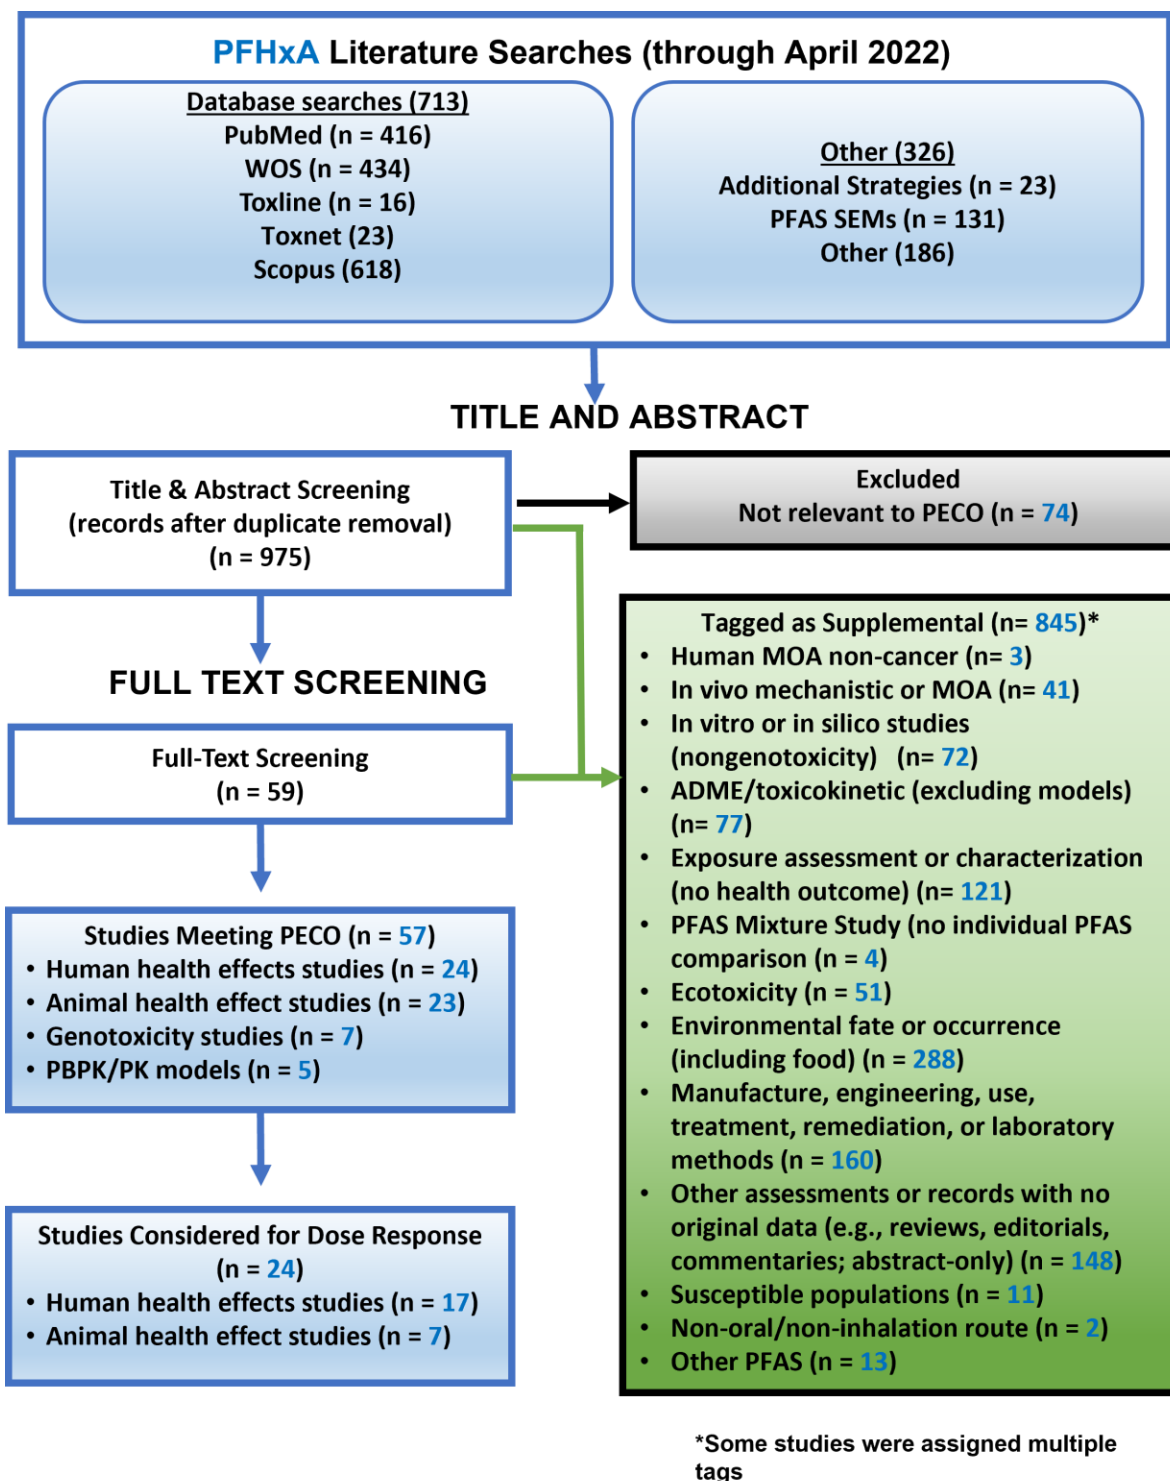 PFHxA Literature Searches (through April 2022)
Database searches (713)
PubMed (n = 416)
WOS (n = 434)
Toxline (n = 16)
Toxnet (23)
Scopus (618)
Other (326)
Additional Strategies (n = 23)
PFAS SEMs (n = 131)
Other (186)
TITLE AND ABSTRACT
Title & Abstract Screening
(records after duplicate removal)
(n = 975)
Excluded
Not relevant to PECO (n = 74)
FULL TEXT SCREENING
Full-Text Screening
(n = 59)
Studies Meeting PECO (n = 57)
• Human health effects studies (n = 24)
• Animal health effect studies (n = 23)
• Genotoxicity studies (n = 7)
• PBPK/PK models (n = 5)
Studies Considered for Dose Response
(n = 24)
• Human health effects studies (n = 17)
• Animal health effect studies (n = 7)
Tagged as Supplemental (n= 845)*
• Human MOA non-cancer (n= 3)
• In vivo mechanistic or MOA (n= 41)
• In vitro or in silico studies
(nongenotoxicity) (n= 72)
• ADME/toxicokinetic (excluding models)
(n= 77)
• Exposure assessment or characterization
(no health outcome) (n= 121)
• PFAS Mixture Study (no individual PFAS
comparison (n = 4)
• Ecotoxicity (n = 51)
• Environmental fate or occurrence
(including food) (n = 288)
• Manufacture, engineering, use,
treatment, remediation, or laboratory
methods (n = 160)
• Other assessments or records with no
original data (e.g., reviews, editorials,
commentaries; abstract-only) (n = 148)
• Susceptible populations (n = 11)
• Non-oral/non-inhalation route (n = 2)
• Other PFAS (n = 13)
*Some studies were assigned multiple
tags